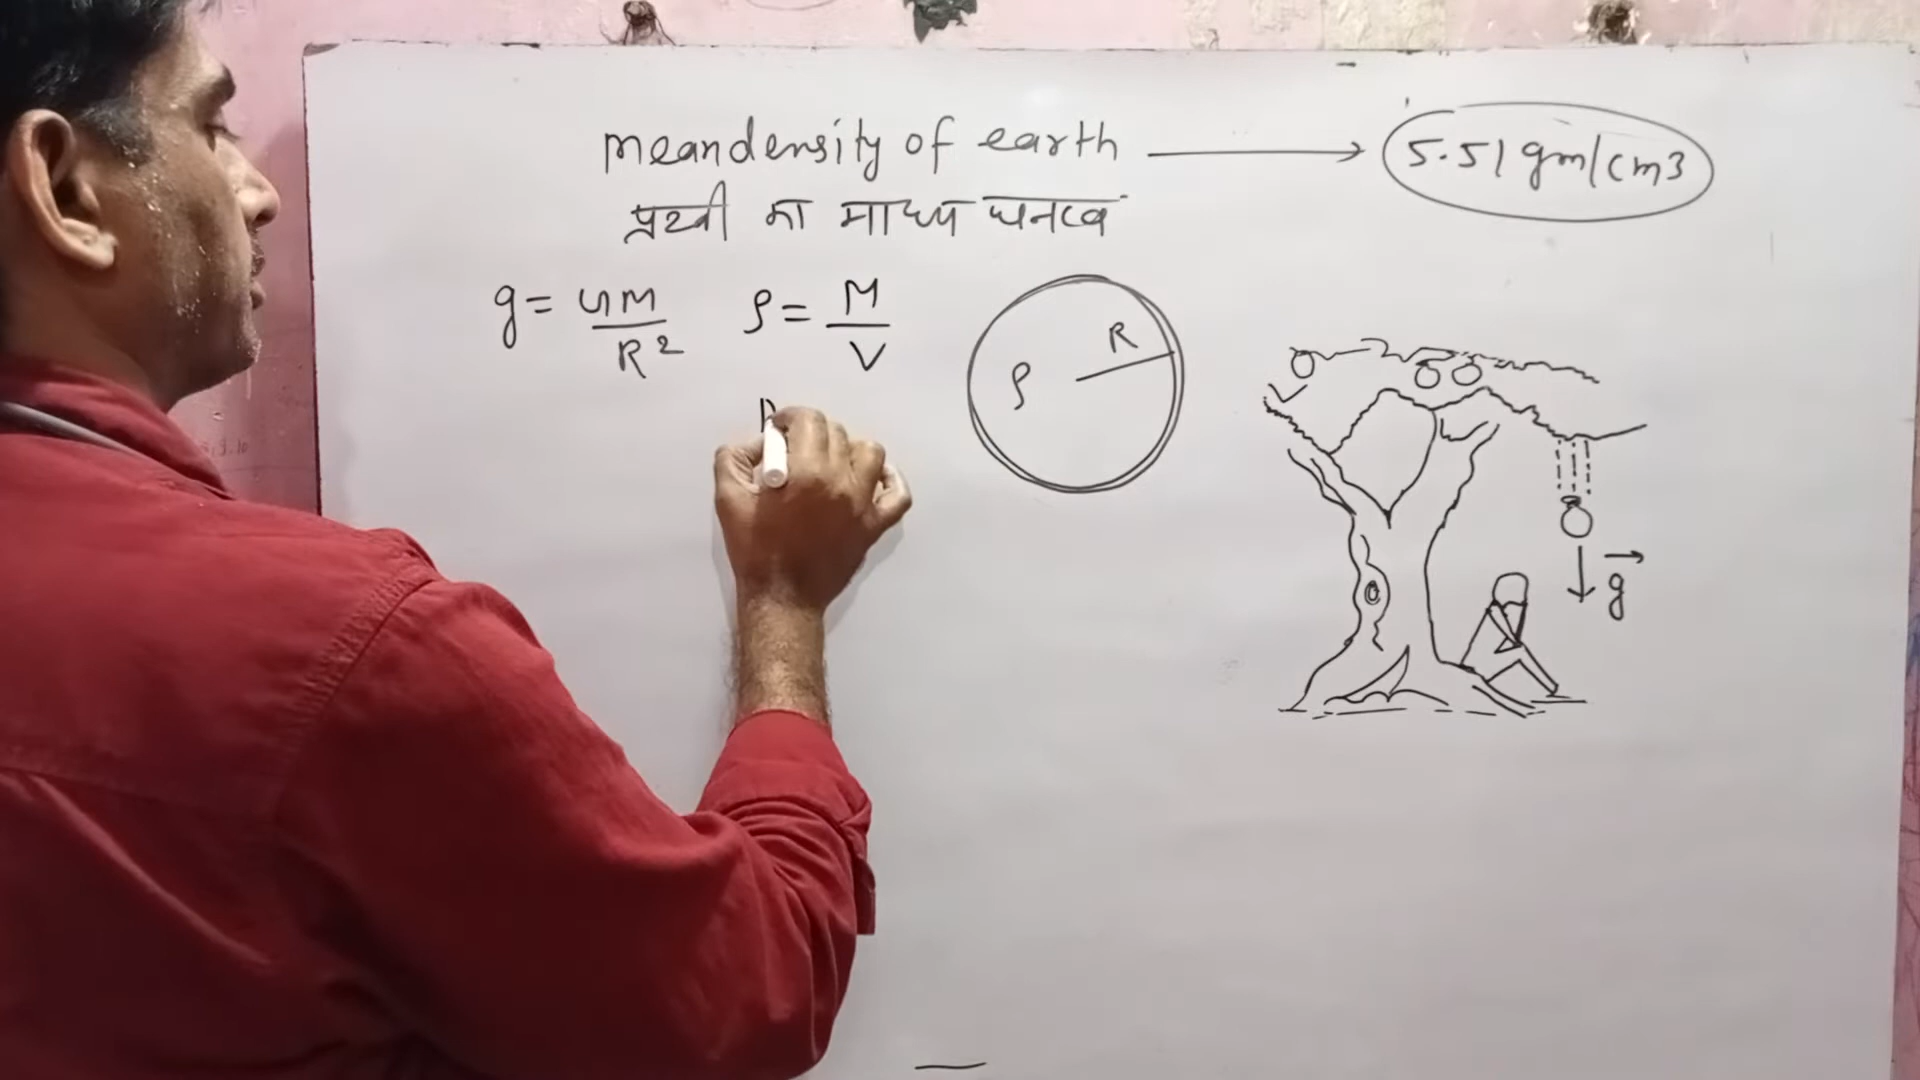 meandensity of earth → 5.51 gm/cm3
प्रथ्वी का माध्य घनत्व
g = GM/R² ρ = M/V
R
ρ
g⃗